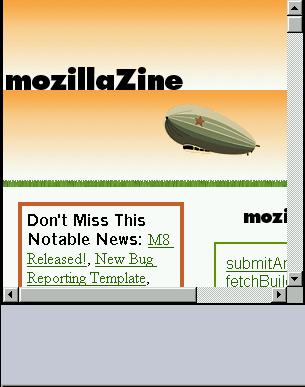 mozillaZine
Don't Miss This
Notable News: M8
Released!, New Bug
Reporting Template,
mozi
submitAr
fetchBuil